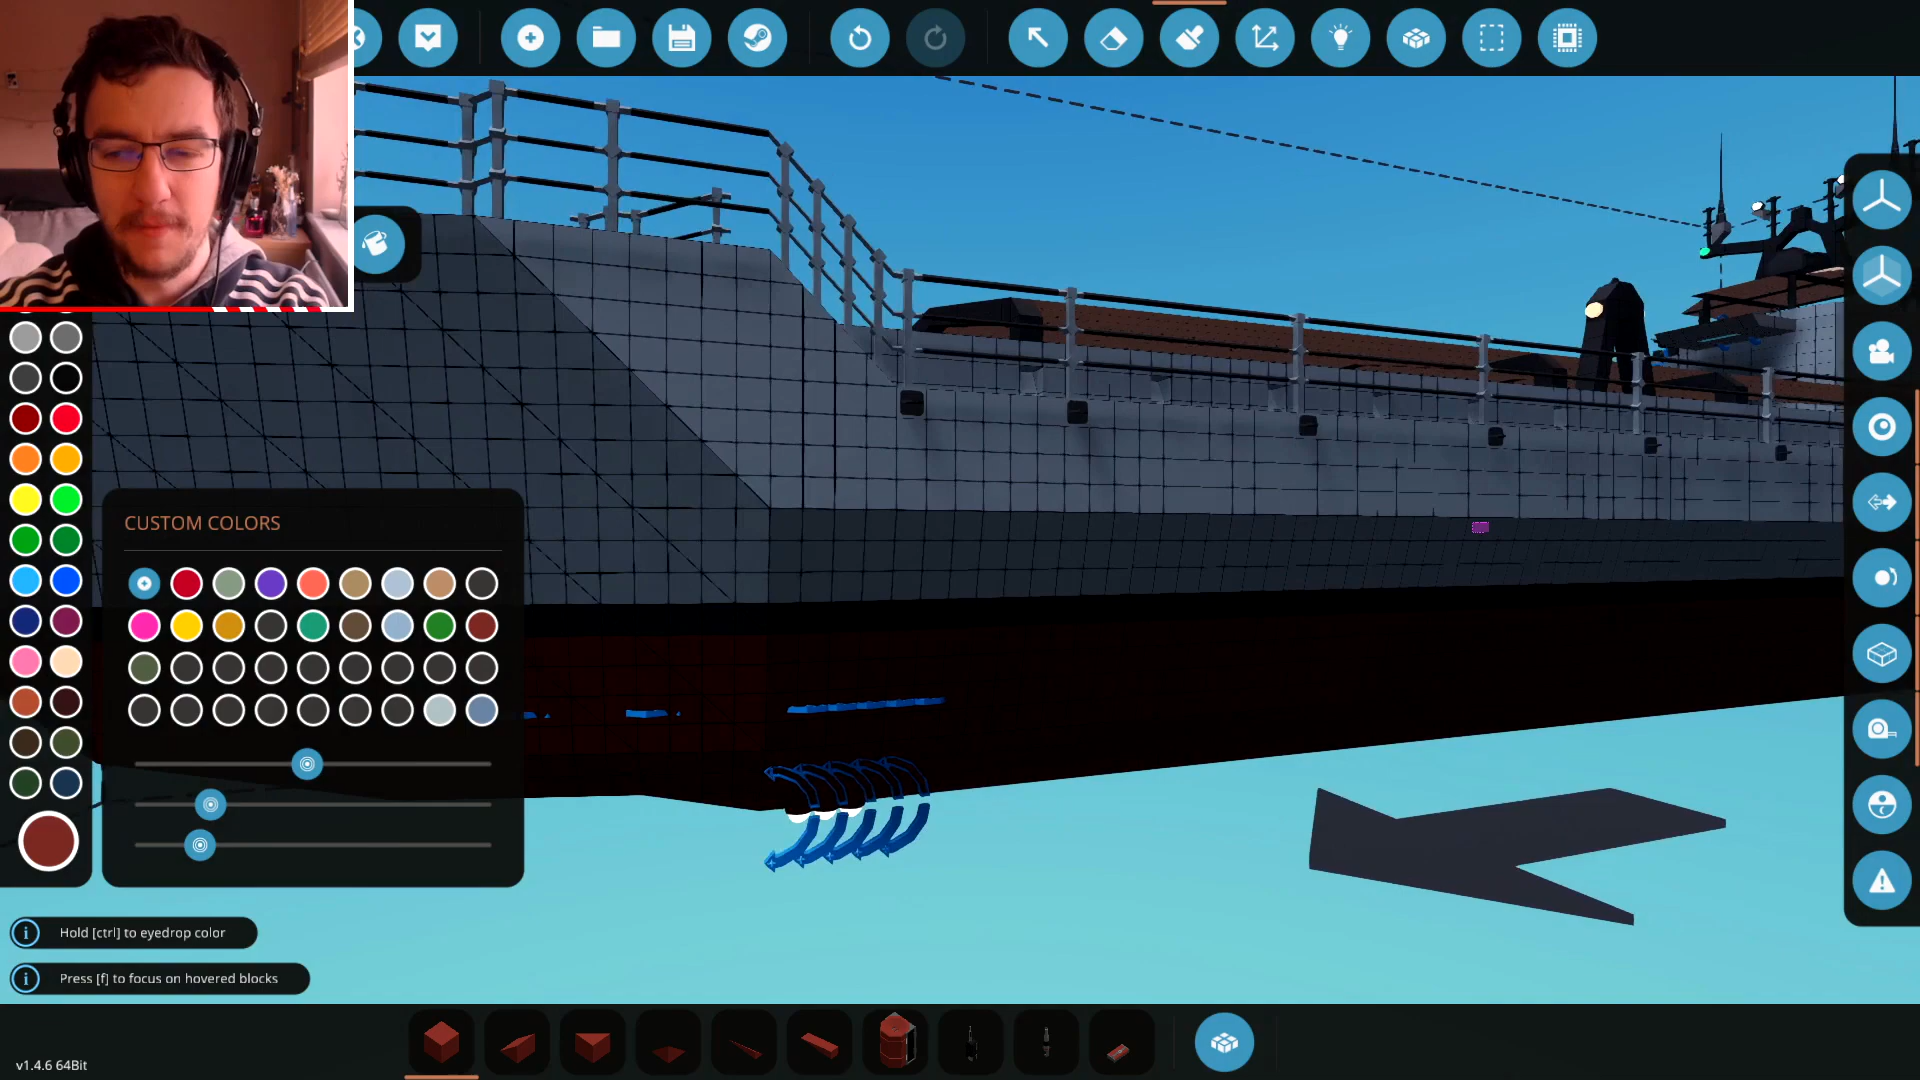 CUSTOM COLORS
Hold [ctrl] to eyedrop color
Press [f] to focus on hovered blocks
v1.4.6 64Bit